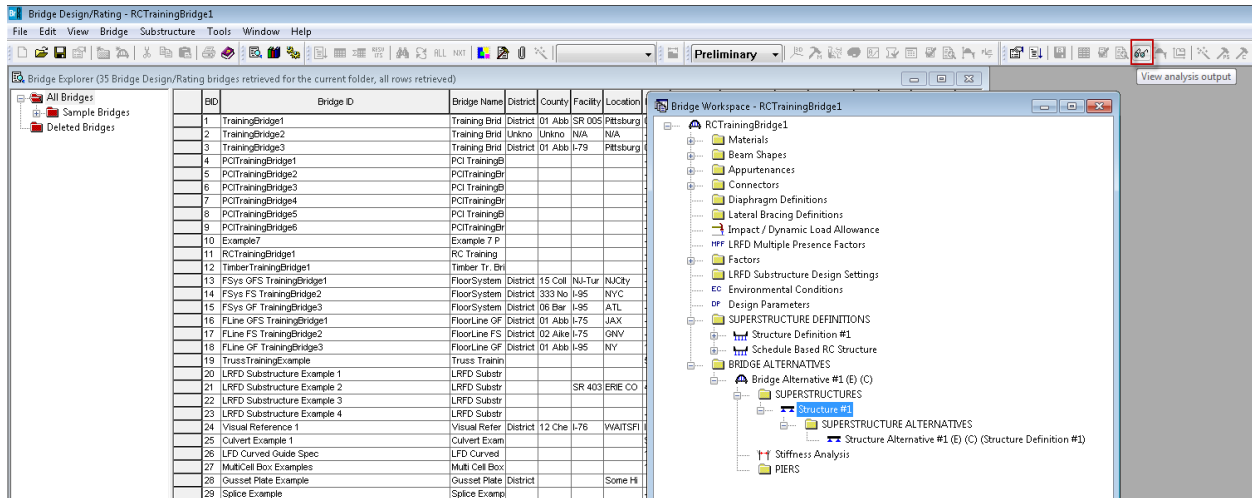 Bridge Design/Rating - RCTrainingBridge1
File Edit View Bridge Substructure Tools Window Help
ALL NXT Preliminary
View analysis output
Bridge Explorer (35 Bridge Design/Rating bridges retrieved for the current folder, all rows retrieved)
All Bridges
Sample Bridges
Deleted Bridges
BID Bridge ID Bridge Name District County Facility Location
1 TrainingBridge1 Training Brid District 01 Abb SR 005 Pittsburg
2 TrainingBridge2 Training Brid Unkno Unkno N/A N/A
3 TrainingBridge3 Training Brid District 01 Abb I-79 Pittsburg
4 PCITrainingBridge1 PCI TrainingB
5 PCITrainingBridge2 PCITrainingBr
6 PCITrainingBridge3 PCI TrainingB
7 PCITrainingBridge4 PCITrainingBr
8 PCITrainingBridge5 PCI TrainingB
9 PCITrainingBridge6 PCITrainingBr
10 Example7 Example 7 P
11 RCTrainingBridge1 RC Training
12 TimberTrainingBridge1 Timber Tr. Bri
13 FSys GFS TrainingBridge1 FloorSystem District 15 Coll NJ-Tur NJCity
14 FSys FS TrainingBridge2 FloorSystem District 333 No I-95 NYC
15 FSys GF TrainingBridge3 FloorSystem District 06 Bar I-95 ATL
16 FLine GFS TrainingBridge1 FloorLine GF District 01 Abb I-75 JAX
17 FLine FS TrainingBridge2 FloorLine FS District 02 Aike I-75 GNV
18 FLine GF TrainingBridge3 FloorLine GF District 01 Abb I-95 NY
19 TrussTrainingExample Truss Trainin
20 LRFD Substructure Example 1 LRFD Substr
21 LRFD Substructure Example 2 LRFD Substr SR 403 ERIE CO
22 LRFD Substructure Example 3 LRFD Substr
23 LRFD Substructure Example 4 LRFD Substr
24 Visual Reference 1 Visual Refer District 12 Che I-76 WAITSFI
25 Culvert Example 1 Culvert Exam
26 LFD Curved Guide Spec LFD Curved
27 MultiCell Box Examples Multi Cell Box
28 Gusset Plate Example Gusset Plate District Some Hi
29 Splice Example Splice Examp
Bridge Workspace - RCTrainingBridge1
RCTrainingBridge1
Materials
Beam Shapes
Appurtenances
Connectors
Diaphragm Definitions
Lateral Bracing Definitions
Impact / Dynamic Load Allowance
MPF LRFD Multiple Presence Factors
Factors
LRFD Substructure Design Settings
EC Environmental Conditions
DP Design Parameters
SUPERSTRUCTURE DEFINITIONS
Structure Definition #1
Schedule Based RC Structure
BRIDGE ALTERNATIVES
Bridge Alternative #1 (E) (C)
SUPERSTRUCTURES
Structure #1
SUPERSTRUCTURE ALTERNATIVES
Structure Alternative #1 (E) (C) (Structure Definition #1)
Stiffness Analysis
PIERS